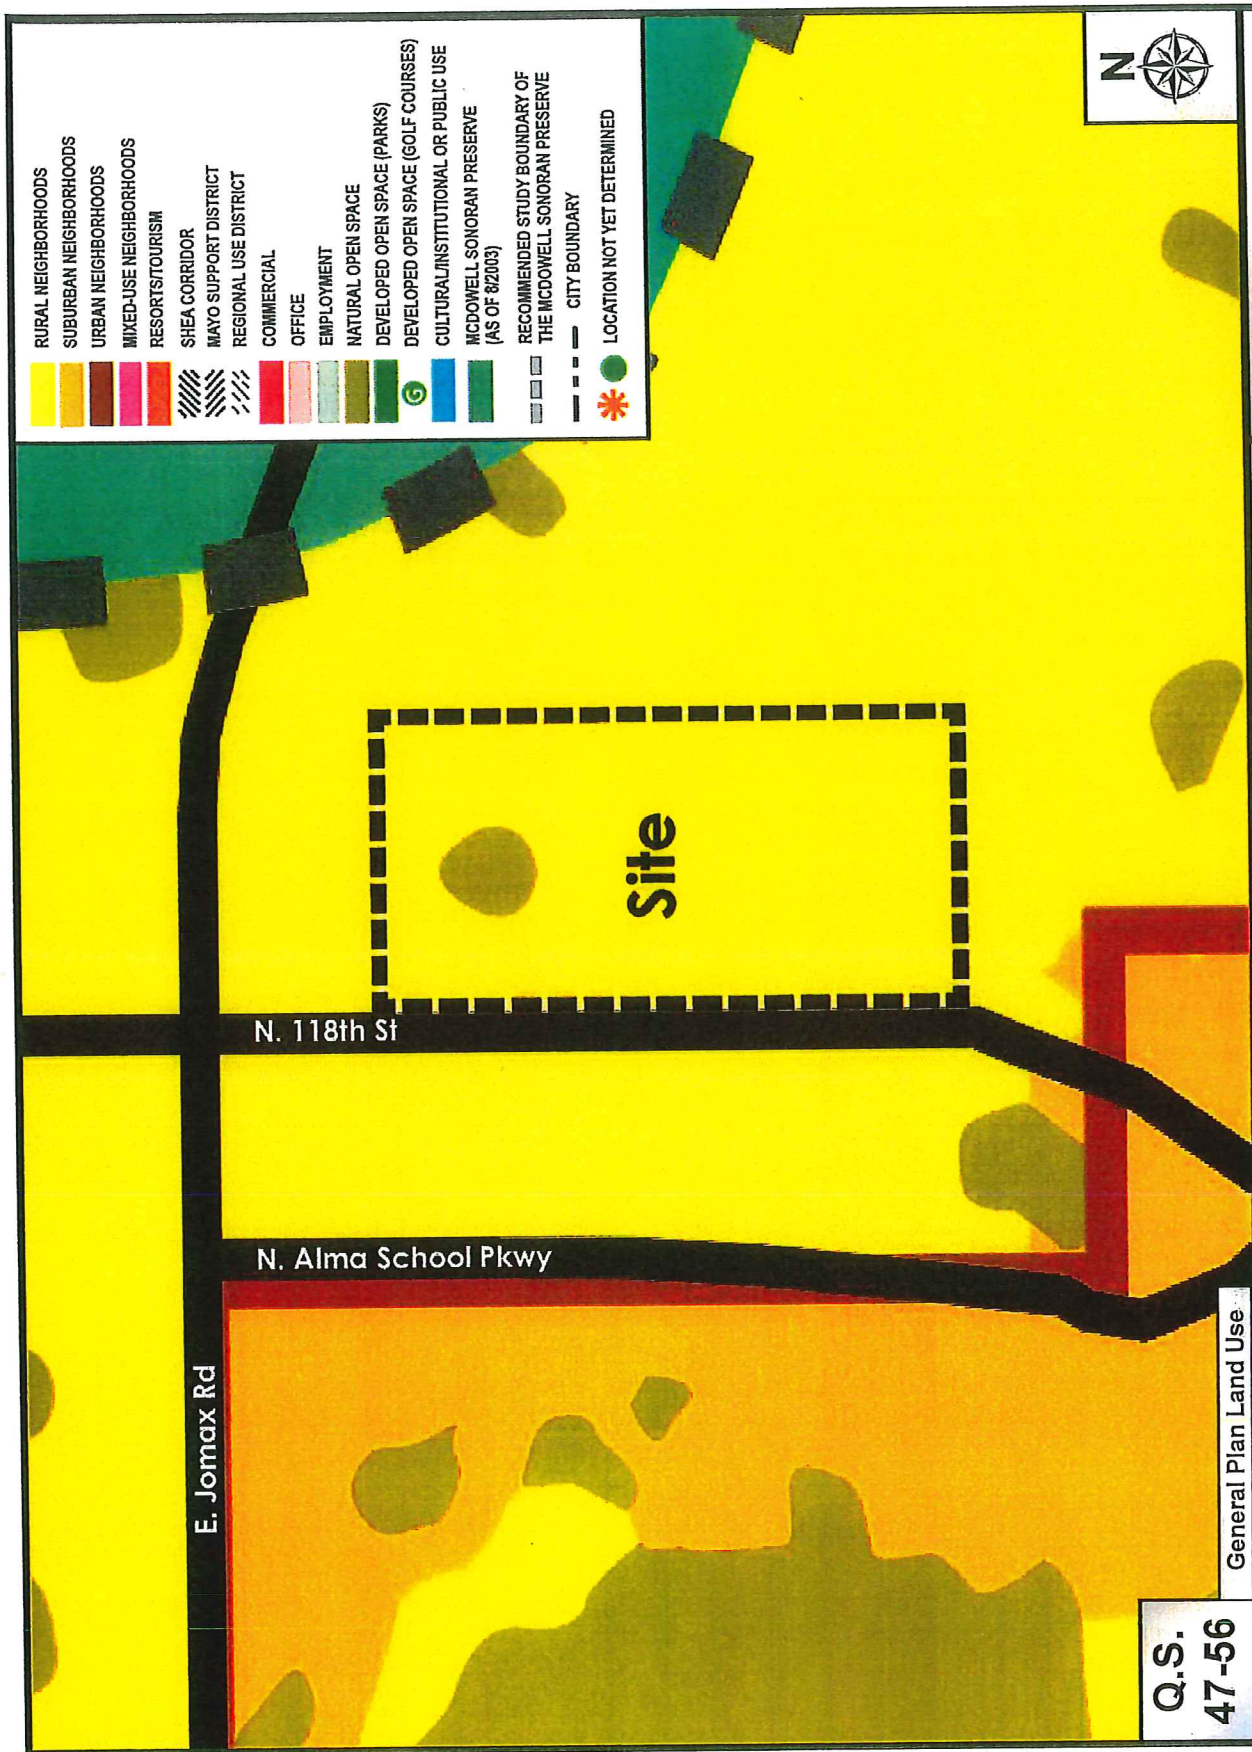 RURAL NEIGHBORHOODS
SUBURBAN NEIGHBORHOODS
URBAN NEIGHBORHOODS
MIXED-USE NEIGHBORHOODS
RESORTS/TOURISM
SHEA CORRIDOR
MAYO SUPPORT DISTRICT
REGIONAL USE DISTRICT
COMMERCIAL
OFFICE
EMPLOYMENT
NATURAL OPEN SPACE
DEVELOPED OPEN SPACE (PARKS)
G DEVELOPED OPEN SPACE (GOLF COURSES)
CULTURAL/INSTITUTIONAL OR PUBLIC USE
MCDOWELL SONORAN PRESERVE
(AS OF 8/2003)
RECOMMENDED STUDY BOUNDARY OF
THE MCDOWELL SONORAN PRESERVE
CITY BOUNDARY
LOCATION NOT YET DETERMINED
N
E. Jomax Rd
N. Alma School Pkwy
N. 118th St
Site
Q.S.
47-56
General Plan Land Use